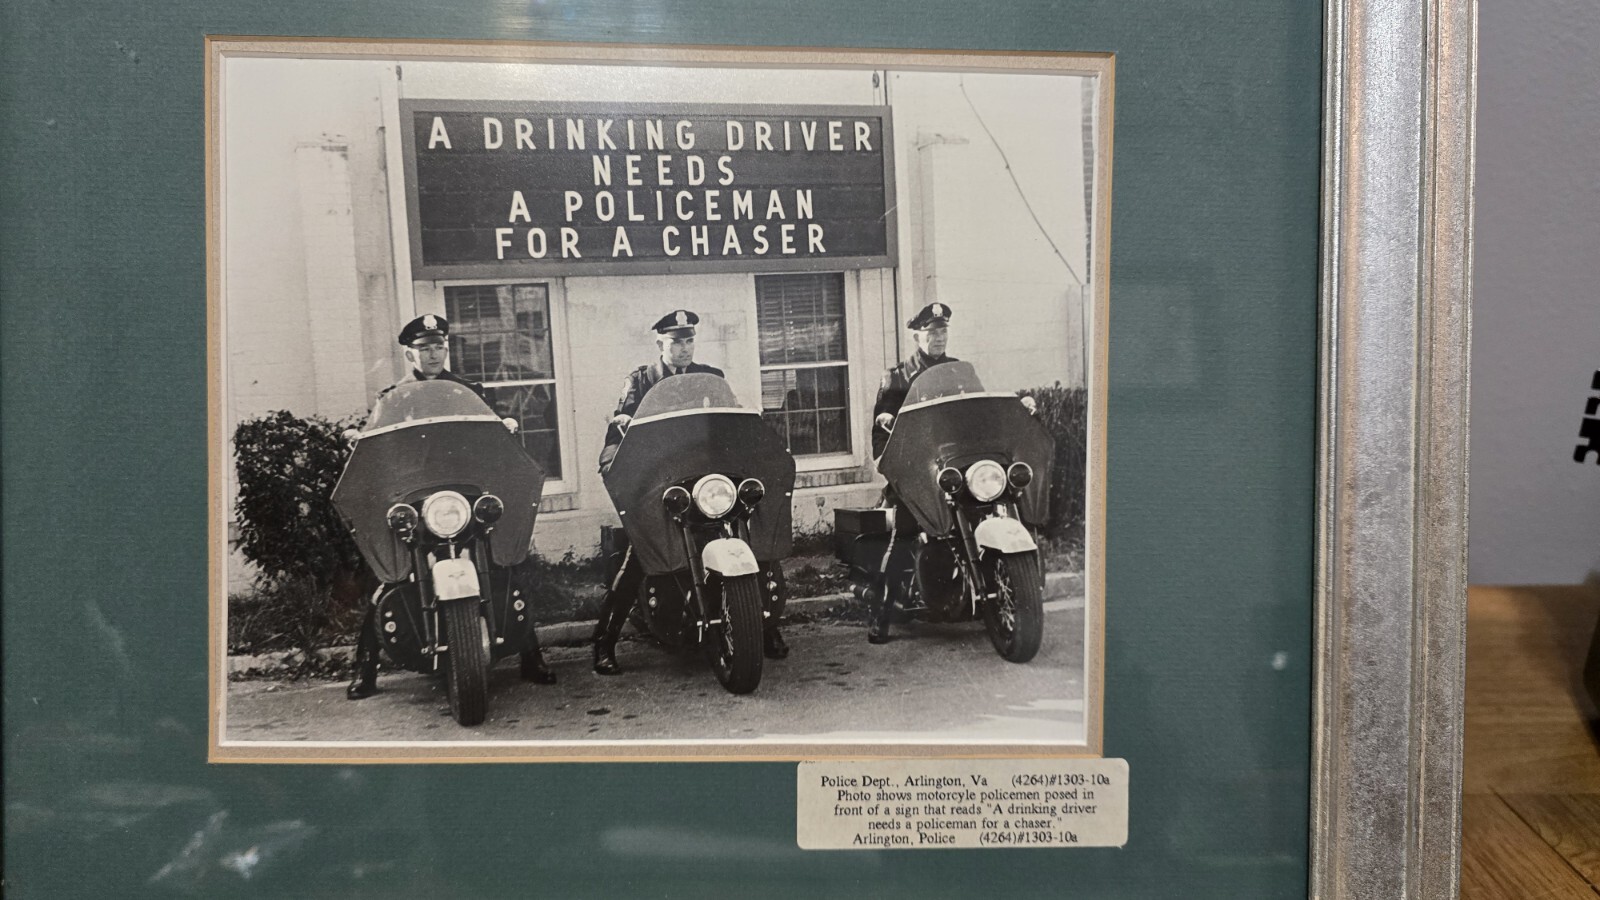 A DRINKING DRIVER
NEEDS
A POLICEMAN
FOR A CHASER
Police Dept., Arlington, Va (4264)#1303-10a
Photo shows motorcyle policemen posed in
front of a sign that reads "A drinking driver
needs a policeman for a chaser."
Arlington, Police (4264)#1303-10a